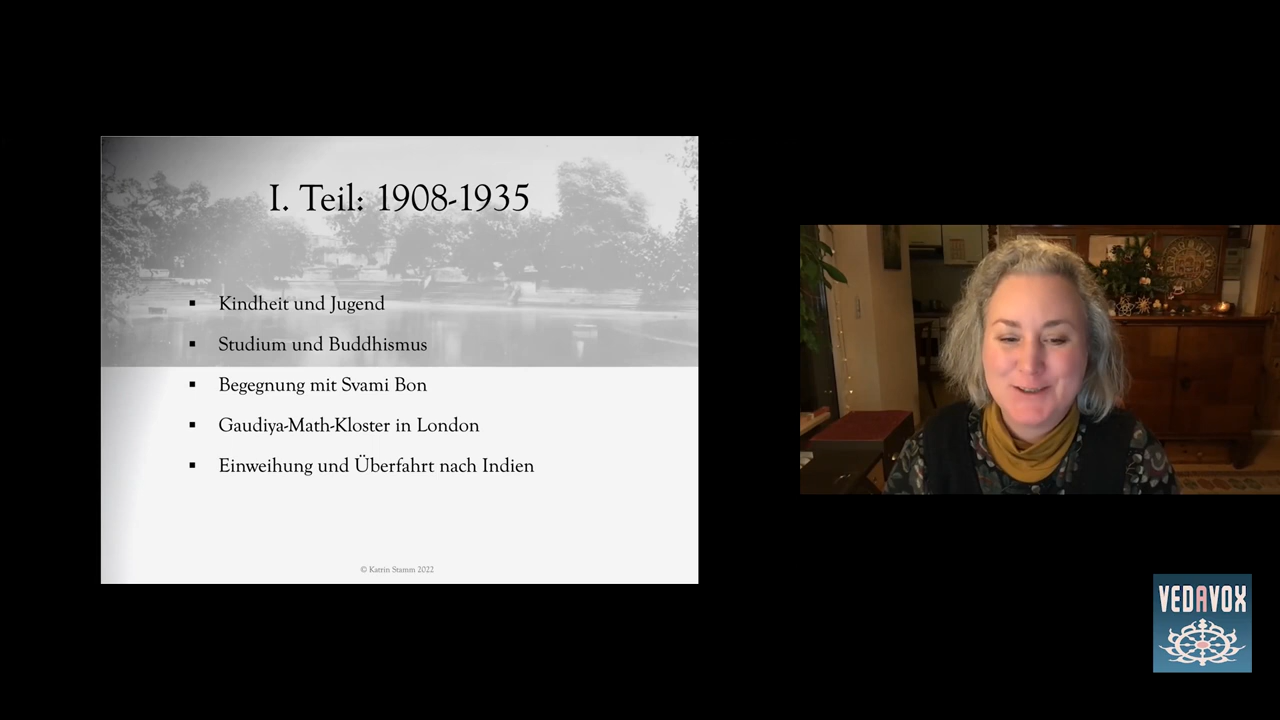 I. Teil: 1908-1935
Kindheit und Jugend
Studium und Buddhismus
Begegnung mit Svami Bon
Gaudiya-Math-Kloster in London
Einweihung und Überfahrt nach Indien
© Katrin Stamm 2022
VEDAVOX